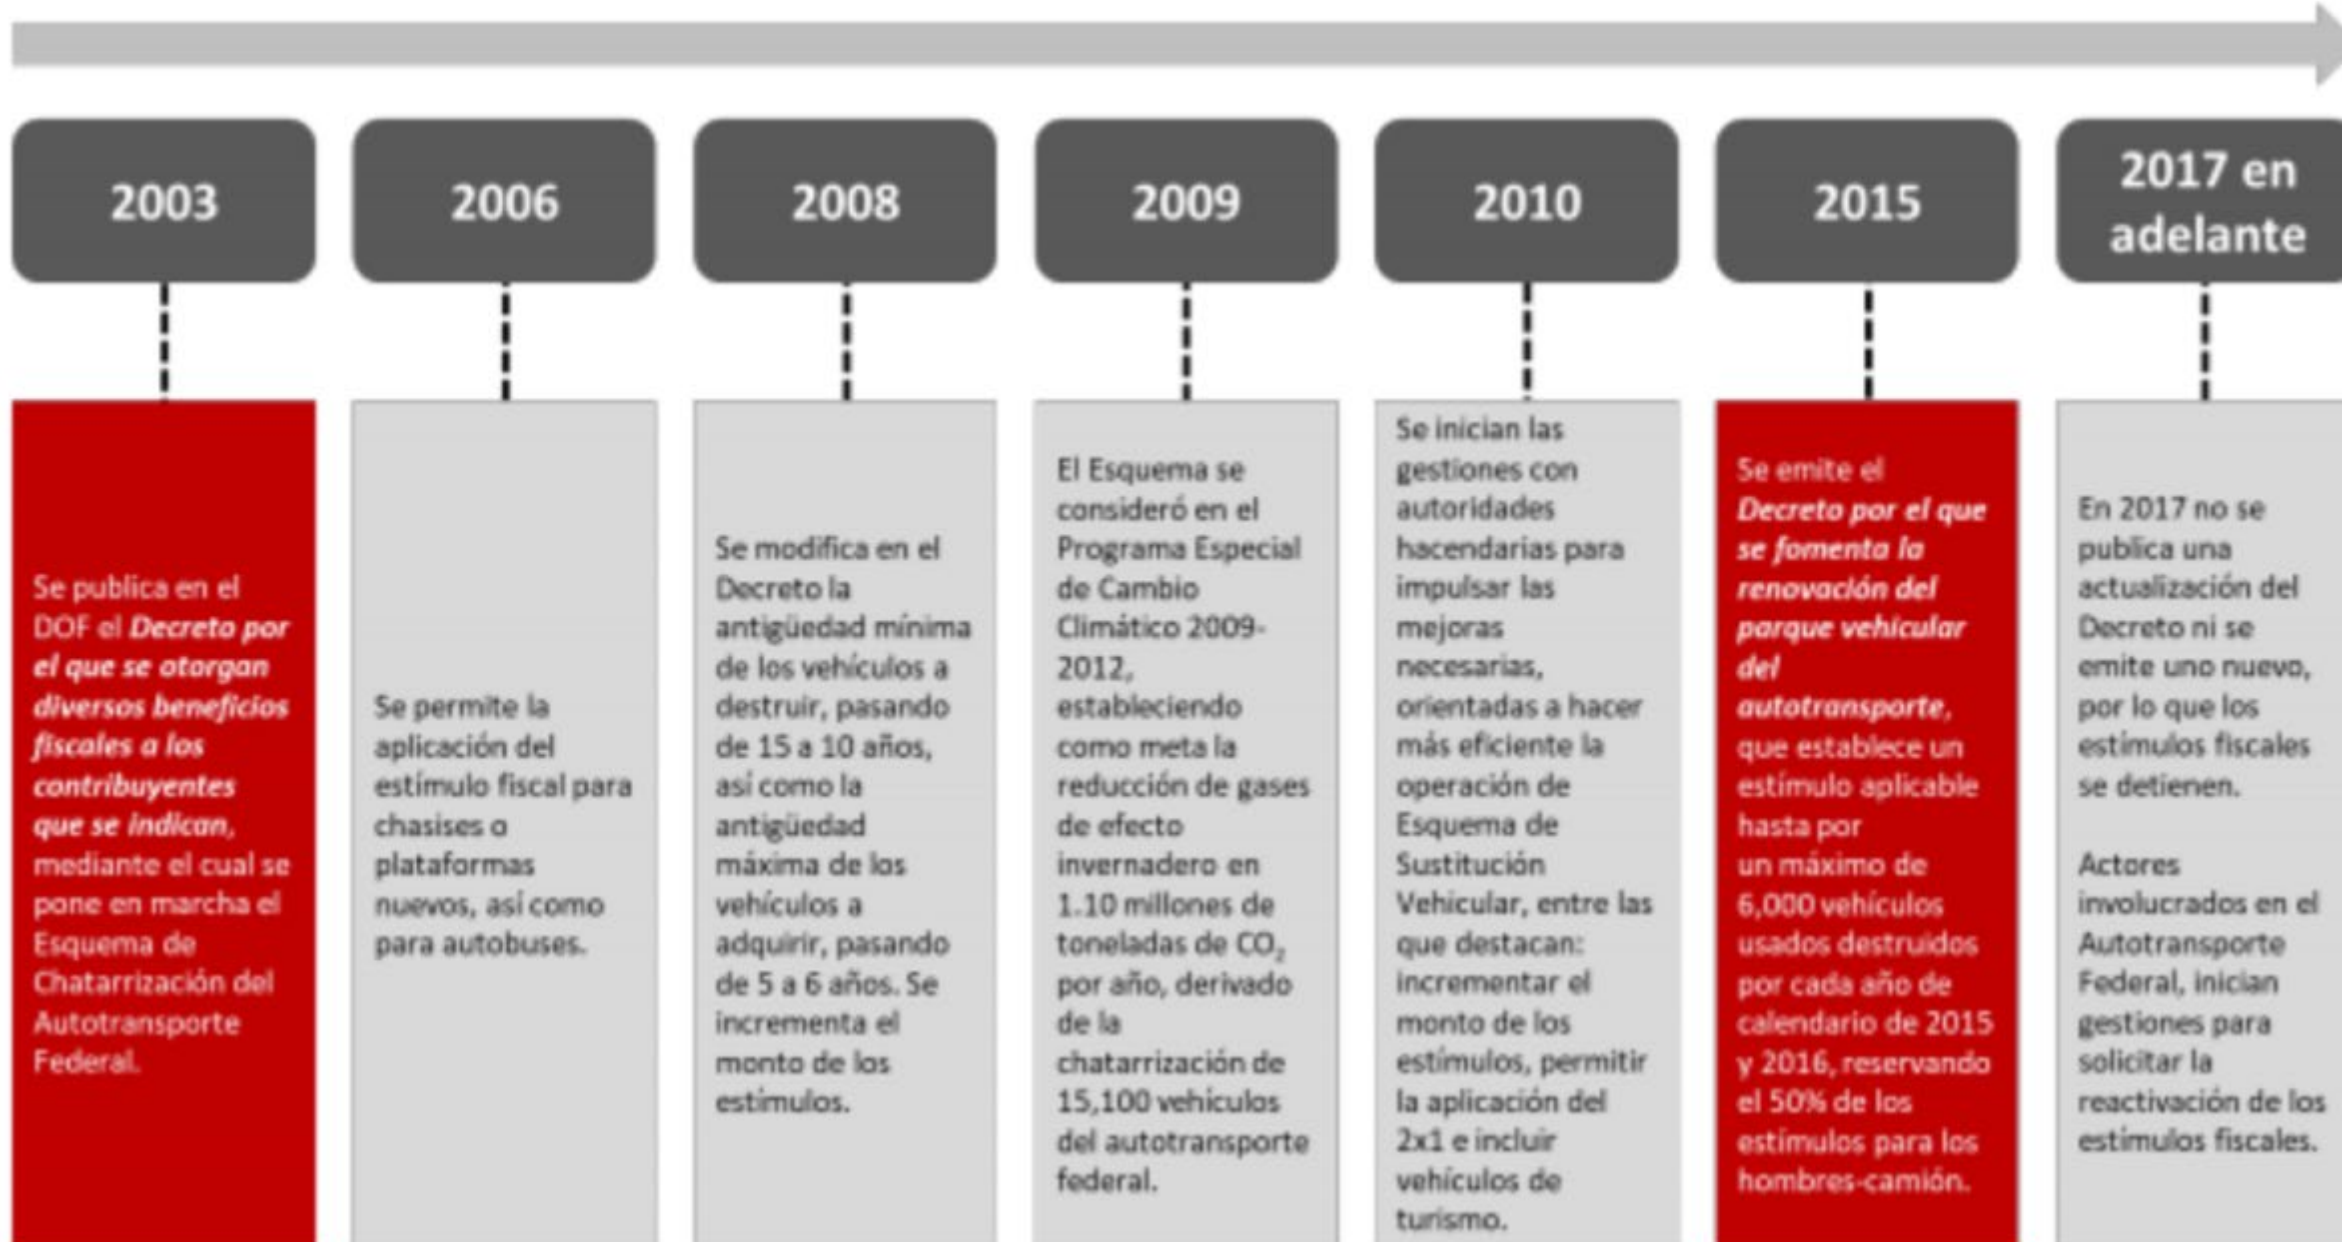 2003
2006
2008
2009
2010
2015
2017 en
adelante
Se publica en el
DOF el Decreto por
el que se otorgan
diversos beneficios
fiscales a los
contribuyentes
que se indican,
mediante el cual se
pone en marcha el
Esquema de
Chatarrización del
Autotransporte
Federal.
Se permite la
aplicación del
estímulo fiscal para
chasises o
plataformas
nuevos, así como
para autobuses.
Se modifica en el
Decreto la
antigüedad mínima
de los vehículos a
destruir, pasando
de 15 a 10 años,
así como la
antigüedad
máxima de los
vehículos a
adquirir, pasando
de 5 a 6 años. Se
incrementa el
monto de los
estímulos.
El Esquema se
consideró en el
Programa Especial
de Cambio
Climático 2009-
2012,
estableciendo
como meta la
reducción de gases
de efecto
invernadero en
1.10 millones de
toneladas de CO₂
por año, derivado
de la
chatarrización de
15,100 vehículos
del autotransporte
federal.
Se inician las
gestiones con
autoridades
hacendarias para
impulsar las
mejoras
necesarias,
orientadas a hacer
más eficiente la
operación de
Esquema de
Sustitución
Vehicular, entre las
que destacan:
incrementar el
monto de los
estímulos, permitir
la aplicación del
2x1 e incluir
vehículos de
turismo.
Se emite el
Decreto por el que
se fomenta la
renovación del
parque vehicular
del
autotransporte,
que establece un
estímulo aplicable
hasta por
un máximo de
6,000 vehículos
usados destruidos
por cada año de
calendario de 2015
y 2016, reservando
el 50% de los
estímulos para los
hombres-camión.
En 2017 no se
publica una
actualización del
Decreto ni se
emite uno nuevo,
por lo que los
estímulos fiscales
se detienen.
Actores
involucrados en el
Autotransporte
Federal, inician
gestiones para
solicitar la
reactivación de los
estímulos fiscales.